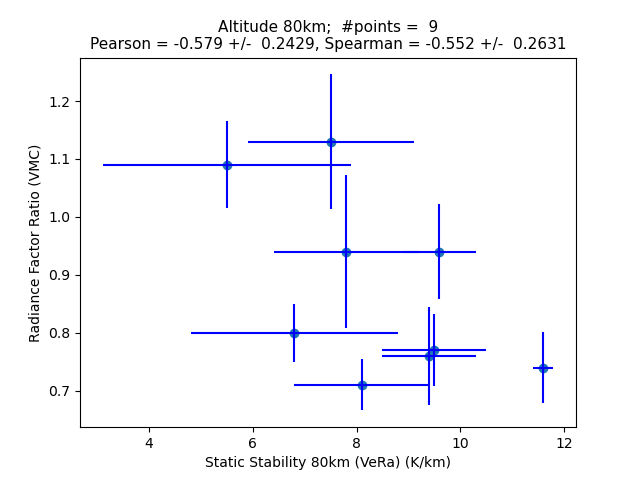 Altitude 80km;  #points =  9
Pearson = -0.579 +/-  0.2429, Spearman = -0.552 +/-  0.2631
1.2
1.1
1.0
0.9
0.8
0.7
Radiance Factor Ratio (VMC)
4 6 8 10 12
Static Stability 80km (VeRa) (K/km)